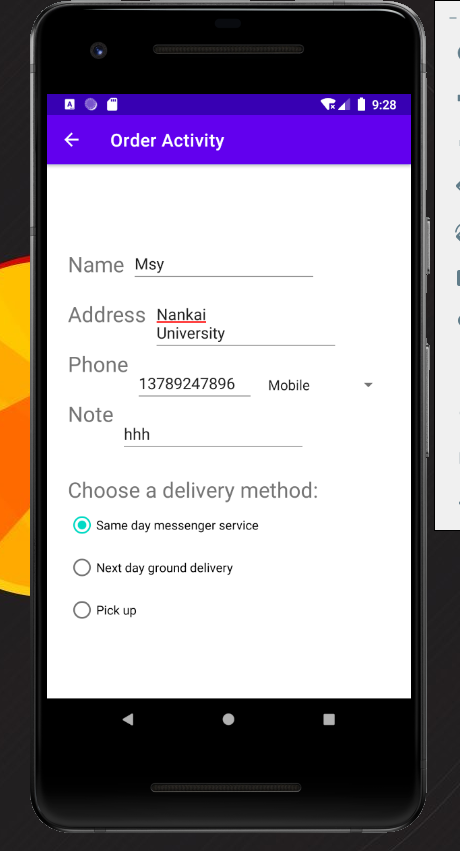 9:28
Order Activity
Name Msy
Address Nankai
University
Phone
13789247896 Mobile
Note
hhh
Choose a delivery method:
Same day messenger service
Next day ground delivery
Pick up